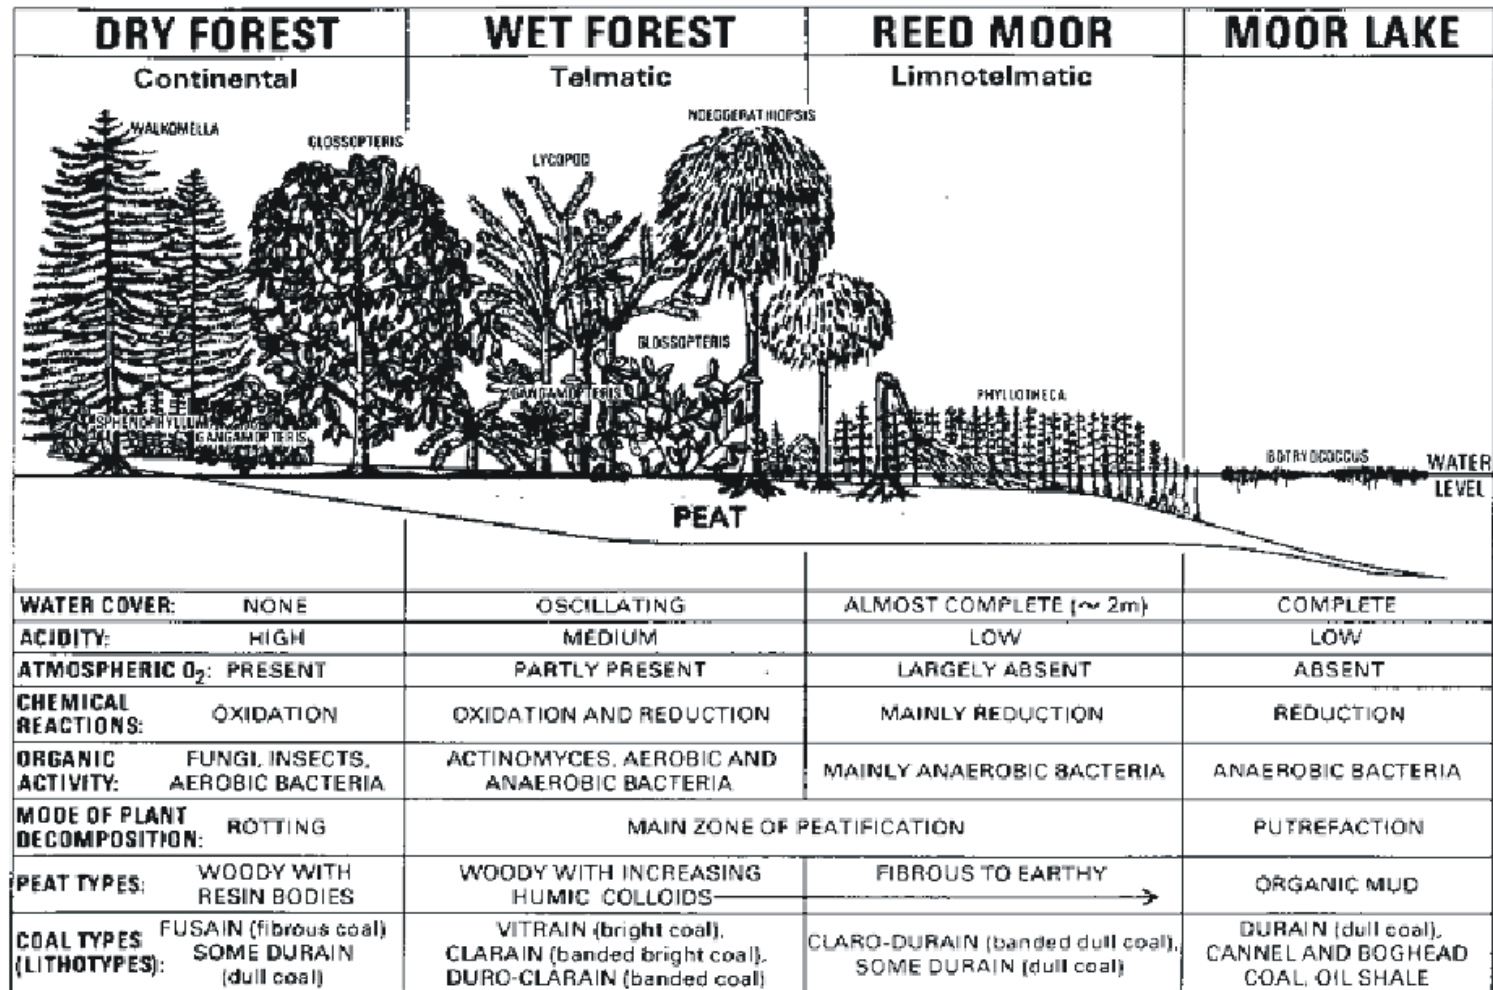 DRY FOREST WET FOREST REED MOOR MOOR LAKE
Continental Telmatic Limnotelmatic
WALKOMELLA
GLOSSOPTERIS
LYCOPOD
NOEGGERATHIOPSIS
GLOSSOPTERIS
GANGAMOPTERIS
PHYLLOTHECA
SPHENOPHYLLUM
GANGAMOPTERIS
BOTRYOCOCCUS
WATER
LEVEL
PEAT
WATER COVER: NONE OSCILLATING ALMOST COMPLETE (~ 2m) COMPLETE
ACIDITY: HIGH MEDIUM LOW LOW
ATMOSPHERIC O₂: PRESENT PARTLY PRESENT LARGELY ABSENT ABSENT
CHEMICAL
REACTIONS: OXIDATION OXIDATION AND REDUCTION MAINLY REDUCTION REDUCTION
ORGANIC
ACTIVITY: FUNGI, INSECTS,
AEROBIC BACTERIA
ACTINOMYCES, AEROBIC AND
ANAEROBIC BACTERIA
MAINLY ANAEROBIC BACTERIA
ANAEROBIC BACTERIA
MODE OF PLANT
DECOMPOSITION: ROTTING MAIN ZONE OF PEATIFICATION PUTREFACTION
PEAT TYPES: WOODY WITH
RESIN BODIES
WOODY WITH INCREASING
HUMIC COLLOIDS
FIBROUS TO EARTHY
ORGANIC MUD
COAL TYPES
(LITHOTYPES):
FUSAIN (fibrous coal)
SOME DURAIN
(dull coal)
VITRAIN (bright coal),
CLARAIN (banded bright coal),
DURO-CLARAIN (banded coal)
CLARO-DURAIN (banded dull coal),
SOME DURAIN (dull coal)
DURAIN (dull coal),
CANNEL AND BOGHEAD
COAL, OIL SHALE